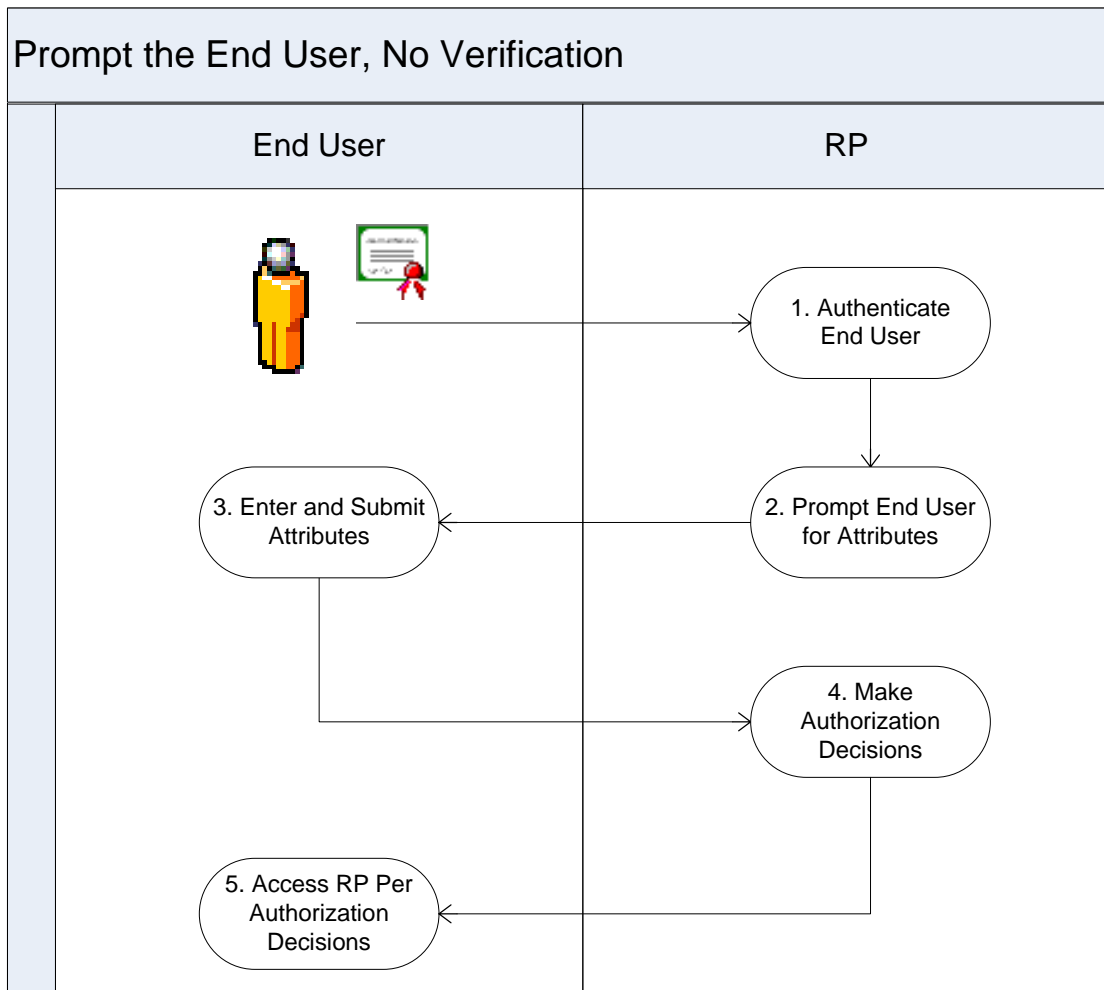 Prompt the End User, No Verification
End User
RP
1. Authenticate
End User
2. Prompt End User
for Attributes
3. Enter and Submit
Attributes
4. Make
Authorization
Decisions
5. Access RP Per
Authorization
Decisions